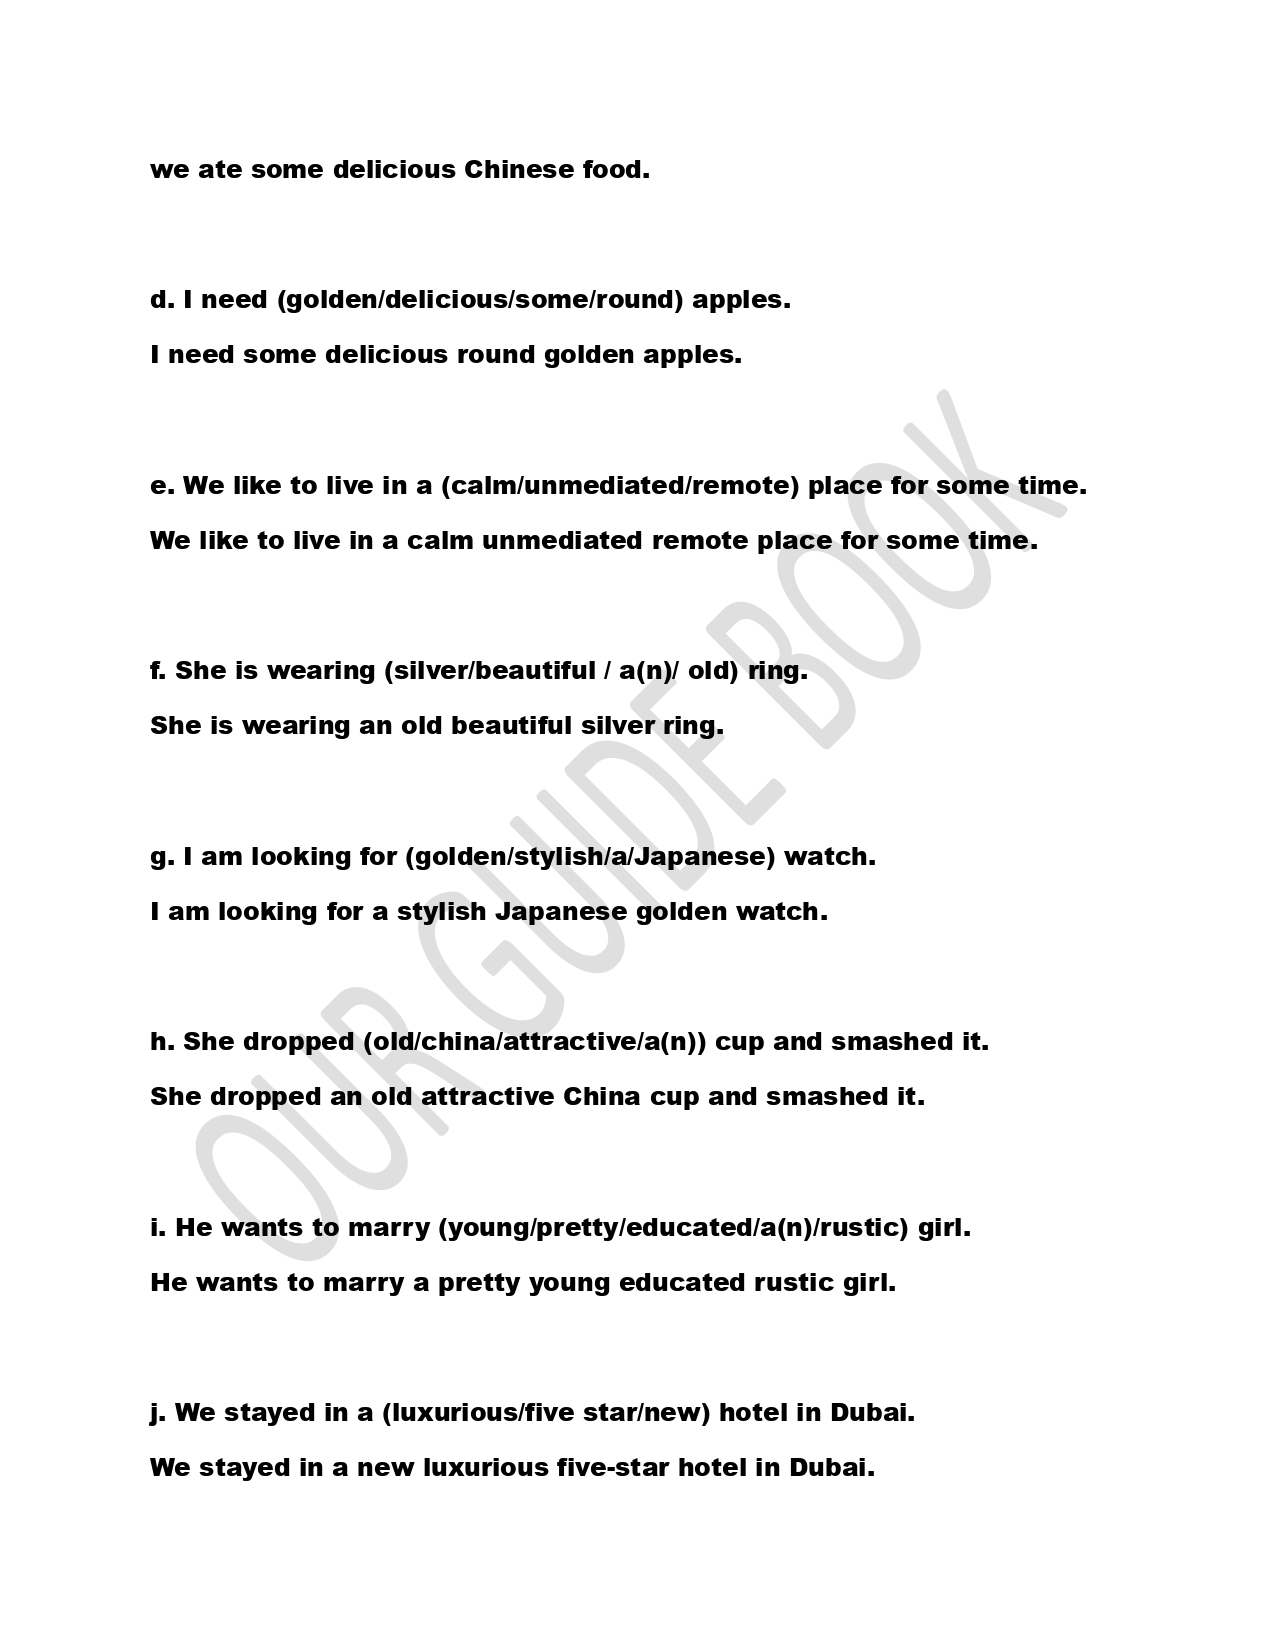 we ate some delicious Chinese food.
d. I need (golden/delicious/some/round) apples.
I need some delicious round golden apples.
e. We like to live in a (calm/unmediated/remote) place for some time.
We like to live in a calm unmediated remote place for some time.
f. She is wearing (silver/beautiful / a(n)/ old) ring.
She is wearing an old beautiful silver ring.
g. I am looking for (golden/stylish/a/Japanese) watch.
I am looking for a stylish Japanese golden watch.
h. She dropped (old/china/attractive/a(n)) cup and smashed it.
She dropped an old attractive China cup and smashed it.
i. He wants to marry (young/pretty/educated/a(n)/rustic) girl.
He wants to marry a pretty young educated rustic girl.
j. We stayed in a (luxurious/five star/new) hotel in Dubai.
We stayed in a new luxurious five-star hotel in Dubai.
OUR GUIDE BOOK